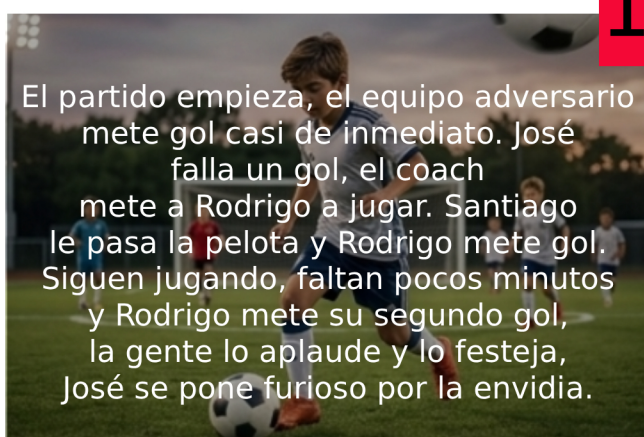 1
El partido empieza, el equipo adversario
mete gol casi de inmediato. José
falla un gol, el coach
mete a Rodrigo a jugar. Santiago
le pasa la pelota y Rodrigo mete gol.
Siguen jugando, faltan pocos minutos
y Rodrigo mete su segundo gol,
la gente lo aplaude y lo festeja,
José se pone furioso por la envidia.